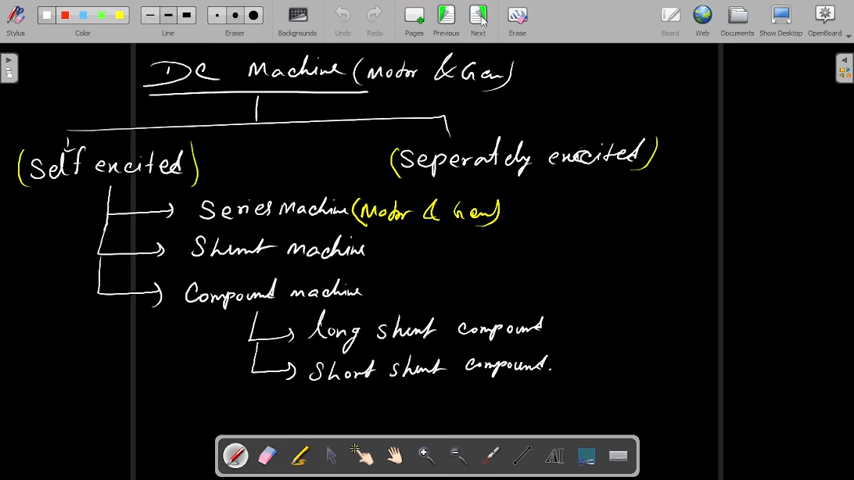 Stylus
Color
Line
Eraser
Backgrounds
Undo
Redo
Pages
Previous
Next
Erase
Board
Web
Documents
Show Desktop
OpenBoard
DC Machine (Motor & Gen)
(Self excited)
(Seperately excited)
Series Machine (Motor & Gen)
Shunt machine
Compound machine
long shunt compound
Short shunt compound.
AI